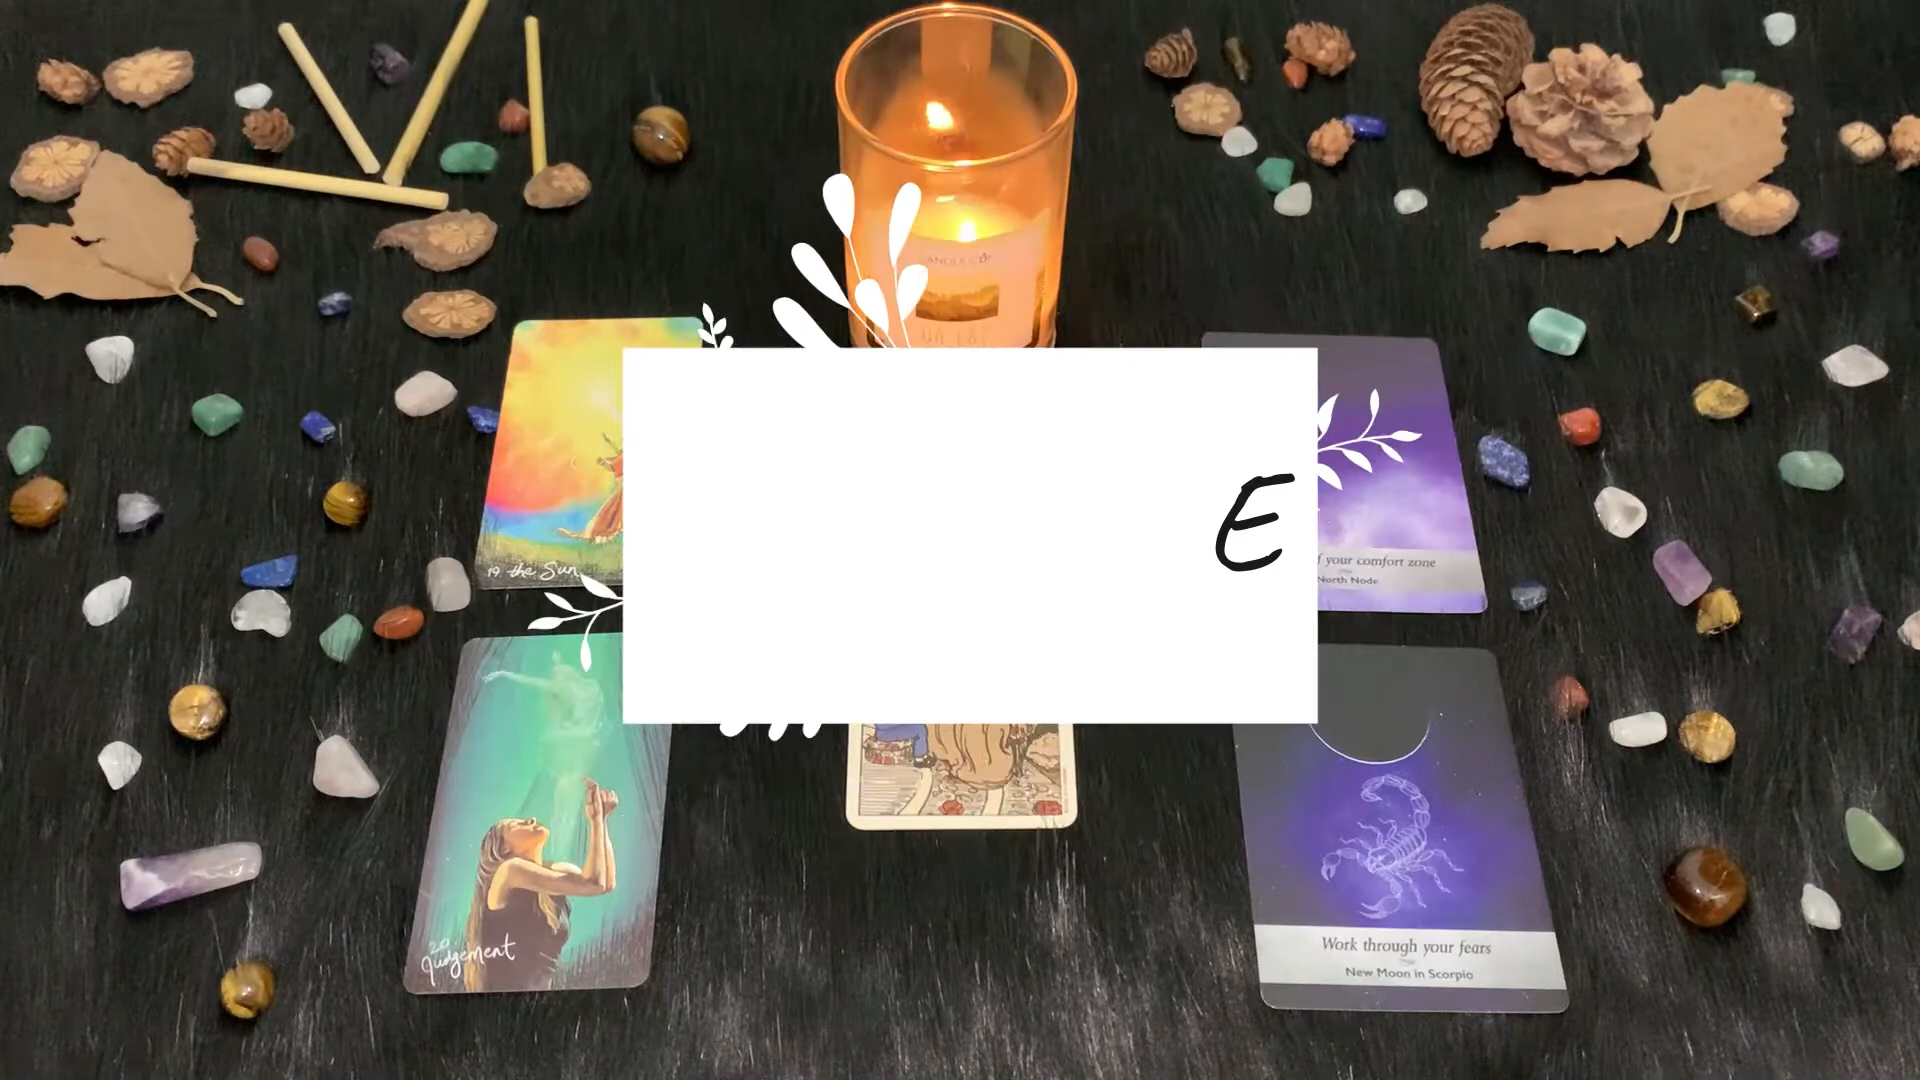 E
19 the Sun
f your comfort zone
North Node
20
Judgement
Work through your fears
New Moon in Scorpio